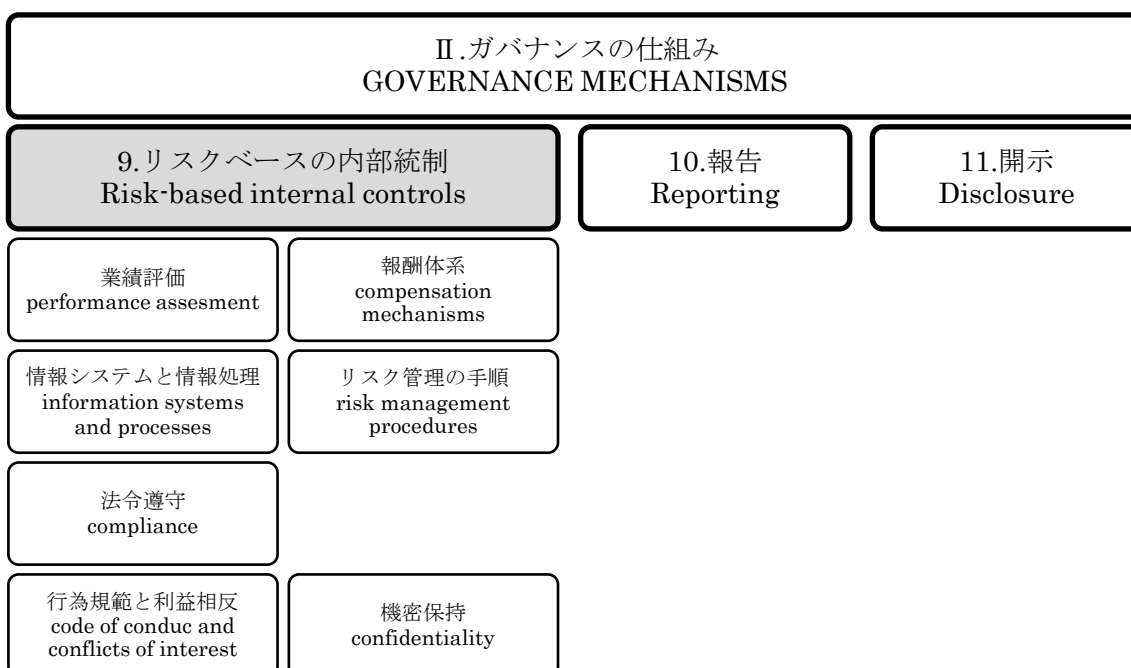 Ⅱ.ガバナンスの仕組み
GOVERNANCE MECHANISMS
9.リスクベースの内部統制
Risk-based internal controls
10.報告
Reporting
11.開示
Disclosure
業績評価
performance assesment
報酬体系
compensation
mechanisms
情報システムと情報処理
information systems
and processes
リスク管理の手順
risk management
procedures
法令遵守
compliance
行為規範と利益相反
code of conduc and
conflicts of interest
機密保持
confidentiality